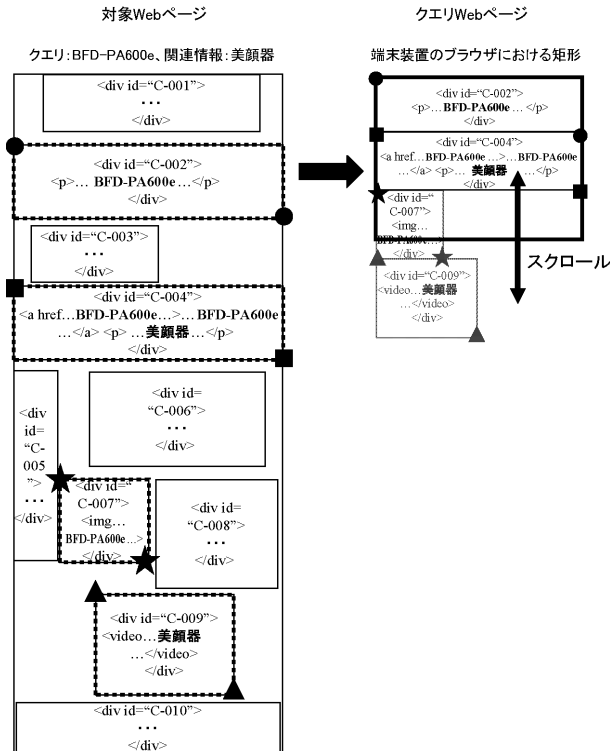 対象Webページ
クエリ:BFD-PA600e、関連情報:美顔器
<div id=“C-001”>
･･･
</div>
<div id=“C-002”>
<p>… BFD-PA600e …</p>
</div>
<div id=“C-003”>
･･･
</div>
<div id=“C-004”>
<a href…BFD-PA600e…>…BFD-PA600e
…</a> <p> …美顔器…</p>
</div>
<div
id=
“C-
005
”>
･･･
</div>
<div id=
“C-006”>
･･･
</div>
<div id=“
C-007”>
<img…
BFD-PA600e…>
</div>
<div id=
“C-008”>
･･･
</div>
<div id=“C-009”>
<video…美顔器
…</video>
</div>
<div id=“C-010”>
･･･
</div>
クエリWebページ
端末装置のブラウザにおける矩形
<div id=“C-002”>
<p>…BFD-PA600e … </p>
</div>
<div id=“C-004”>
<a href…BFD-PA600e …>…BFD-PA600e
…</a> <p>… 美顔器 …</p>
</div>
<div id=“
C-007”>
<img…
BFD-PA600e…>
</div>
<div id=“C-009”>
<video…美顔器
…</video>
</div>
スクロール